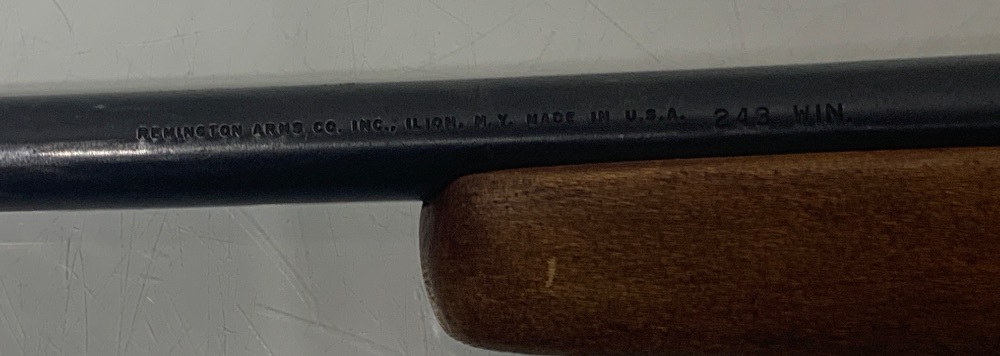 REMINGTON ARMS CO. INC., ILION, N.Y. MADE IN U.S.A. 243 WIN.